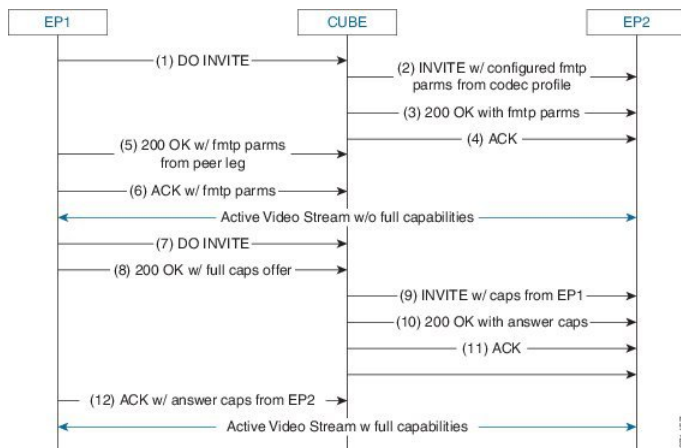 EP1
CUBE
EP2
(1) DO INVITE
(2) INVITE w/ configured fmtp
parms from codec profile
(3) 200 OK with fmtp parms
(4) ACK
(5) 200 OK w/ fmtp parms
from peer leg
(6) ACK w/ fmtp parms
Active Video Stream w/o full capabilities
(7) DO INVITE
(8) 200 OK w/ full caps offer
(9) INVITE w/ caps from EP1
(10) 200 OK with answer caps
(11) ACK
(12) ACK w/ answer caps from EP2
Active Video Stream w full capabilities